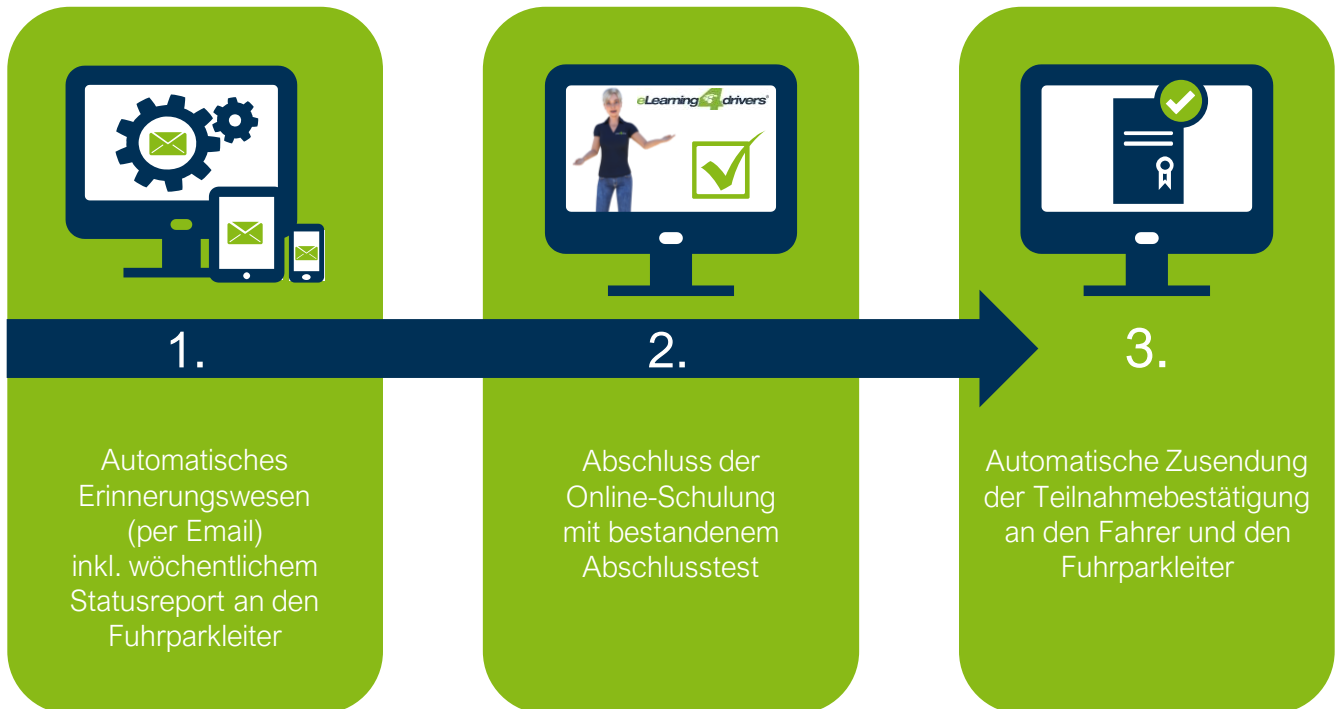 eLearning4drivers®
1.
Automatisches
Erinnerungswesen
(per Email)
inkl. wöchentlichem
Statusreport an den
Fuhrparkleiter
2.
Abschluss der
Online-Schulung
mit bestandenem
Abschlusstest
3.
Automatische Zusendung
der Teilnahmebestätigung
an den Fahrer und den
Fuhrparkleiter